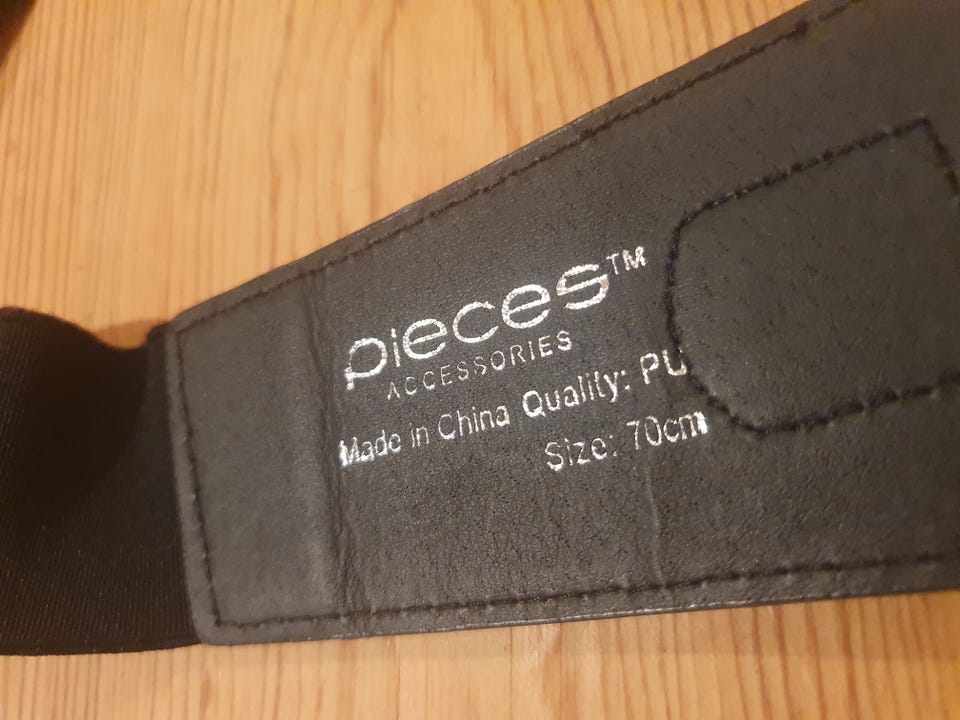 pieces™
ACCESSORIES
Made in China Quality: PU
Size: 70cm